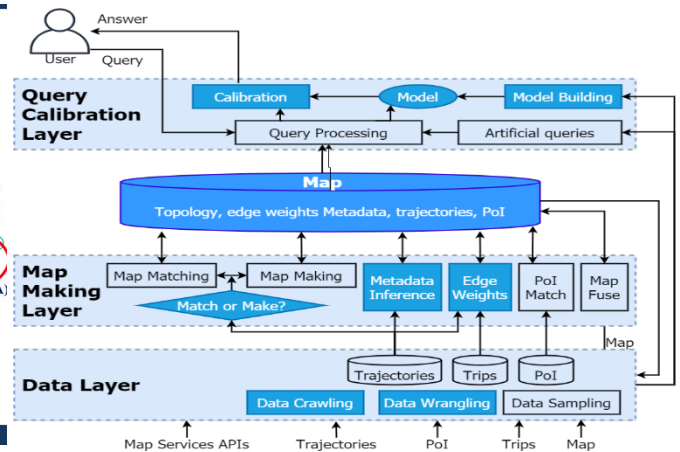 Answer
User
Query
Query
Calibration
Layer
Calibration
Model
Model Building
Query Processing
Artificial queries
Map
Topology, edge weights Metadata, trajectories, PoI
Map
Making
Layer
Map Matching
Map Making
Match or Make?
Metadata
Inference
Edge
Weights
PoI
Match
Map
Fuse
Map
Data Layer
Trajectories
Trips
PoI
Data Crawling
Data Wrangling
Data Sampling
Map Services APIs
Trajectories
PoI
Trips
Map